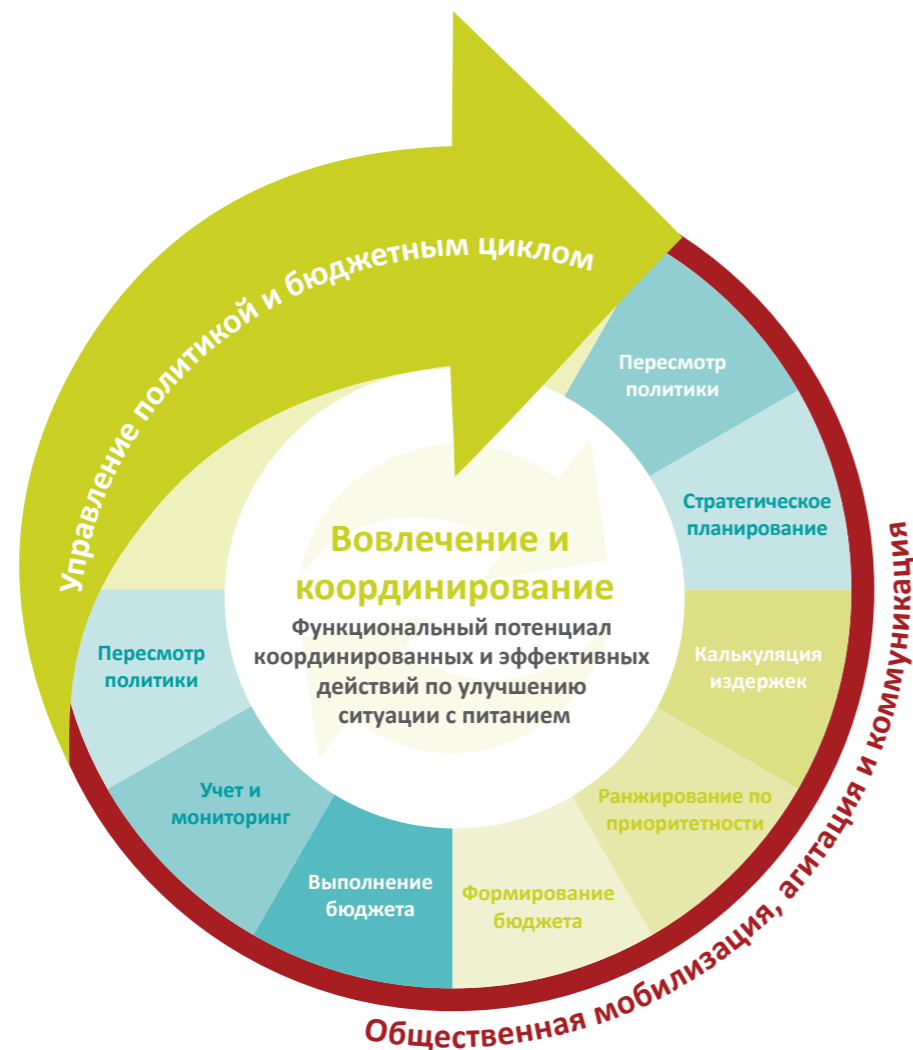 Управление политикой и бюджетным циклом
Пересмотр
политики
Стратегическое
планирование
Калькуляция
издержек
Ранжирование по
приоритетности
Формирование
бюджета
Выполнение
бюджета
Учет и
мониторинг
Пересмотр
политики
Вовлечение и
координирование
Функциональный потенциал
координированных и эффективных
действий по улучшению
ситуации с питанием
Общественная мобилизация, агитация и коммуникация